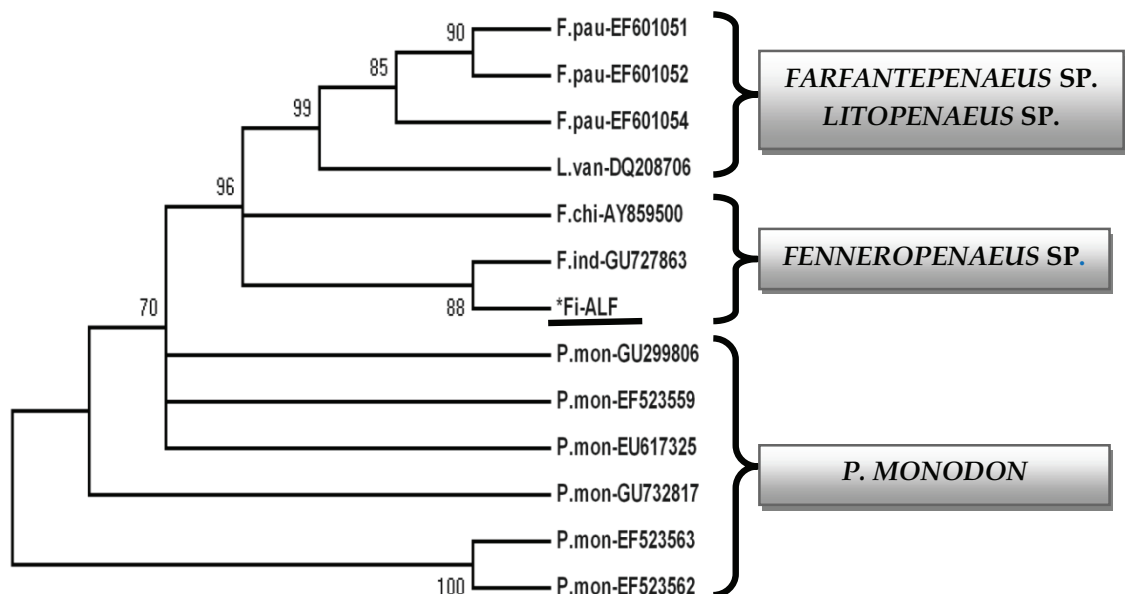 90
F.pau-EF601051
F.pau-EF601052
85
F.pau-EF601054
99
L.van-DQ208706
96
F.chi-AY859500
F.ind-GU727863
88
*Fi-ALF
70
P.mon-GU299806
P.mon-EF523559
P.mon-EU617325
P.mon-GU732817
P.mon-EF523563
100
P.mon-EF523562
FARFANTEPENAEUS SP.
LITOPENAEUS SP.
FENNEROPENAEUS SP.
P. MONODON